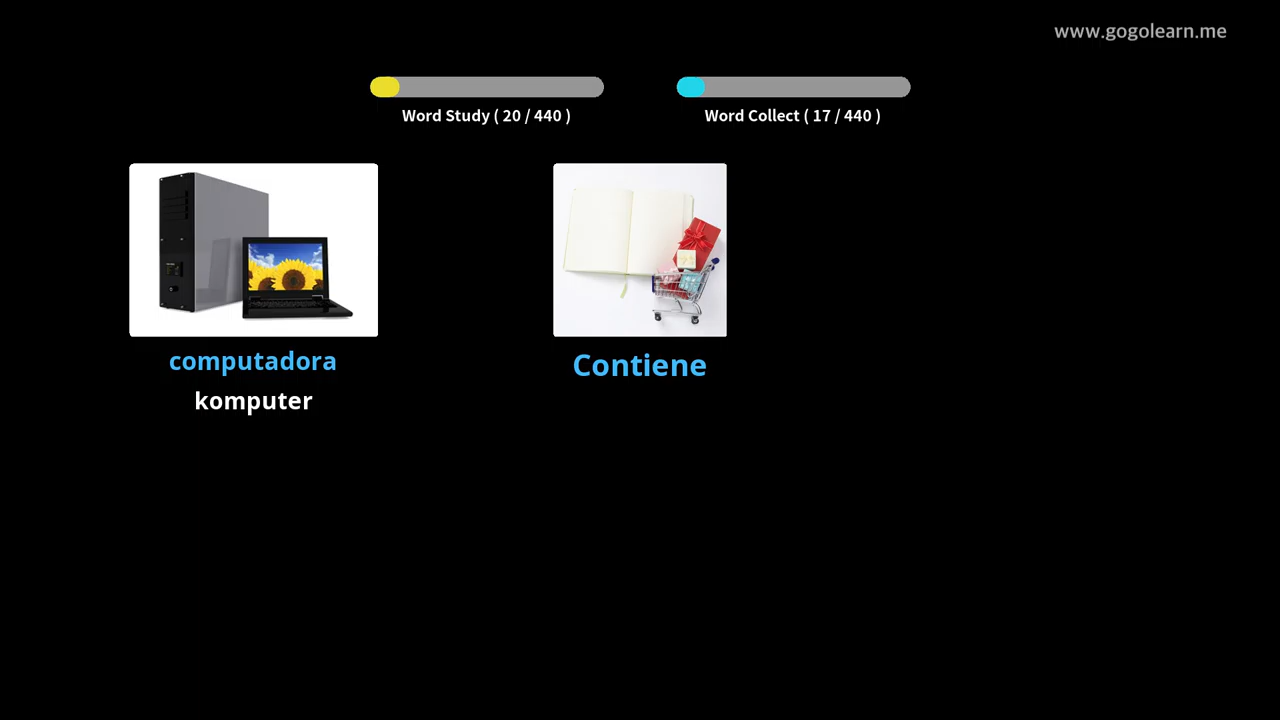 www.gogolearn.me
Word Study ( 20 / 440 )
Word Collect ( 17 / 440 )
computadora
komputer
Contiene